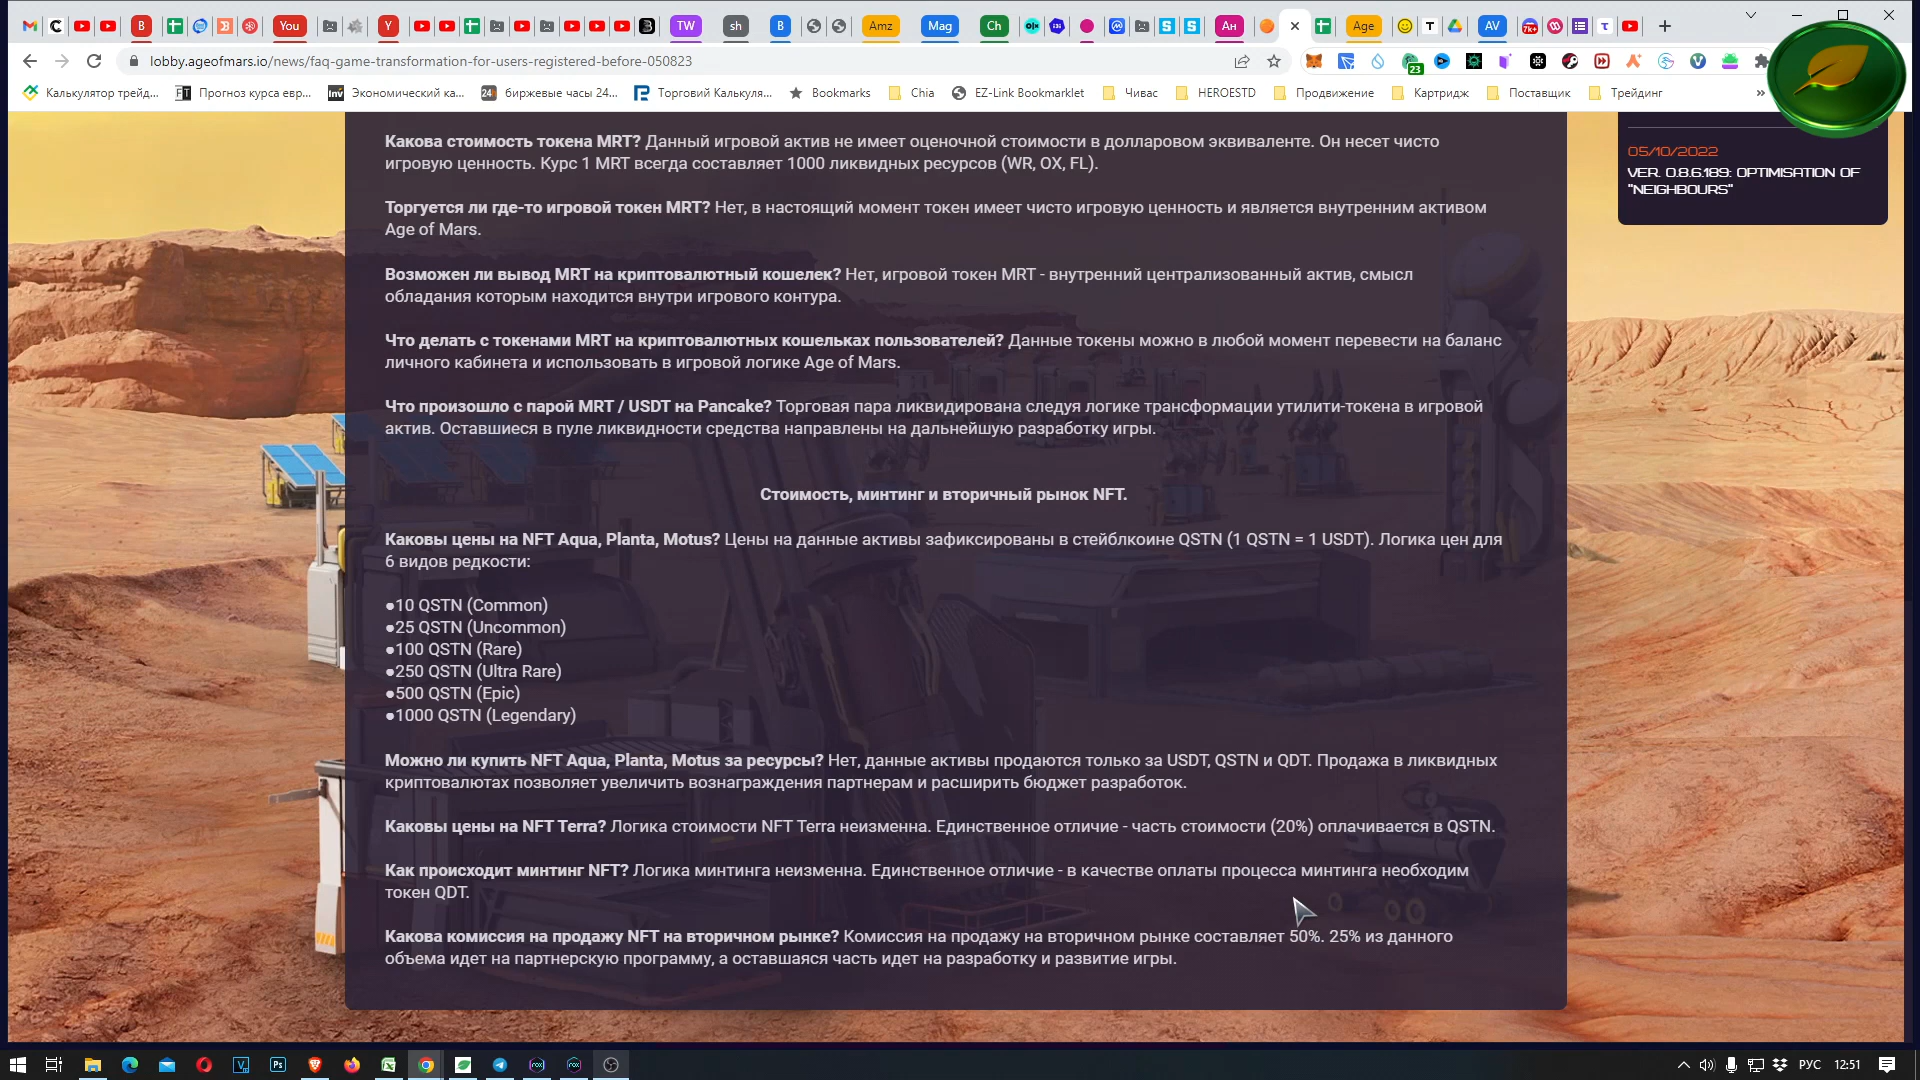 B
You
Y
TW
sh
B
Amz
Mag
Ch
Ан
Age
T
AV
7k+
lobby.ageofmars.io/news/faq-game-transformation-for-users-registered-before-050823
23
Калькулятор трейд...
Прогноз курса евр...
Экономический ка...
биржевые часы 24...
Торговий Калькуля...
Bookmarks
Chia
EZ-Link Bookmarklet
Чивас
HEROESTD
Продвижение
Картридж
Поставщик
Трейдинг
»
Какова стоимость токена MRT? Данный игровой актив не имеет оценочной стоимости в долларовом эквиваленте. Он несет чисто
игровую ценность. Курс 1 MRT всегда составляет 1000 ликвидных ресурсов (WR, OX, FL).
Торгуется ли где-то игровой токен MRT? Нет, в настоящий момент токен имеет чисто игровую ценность и является внутренним активом
Age of Mars.
Возможен ли вывод MRT на криптовалютный кошелек? Нет, игровой токен MRT - внутренний централизованный актив, смысл
обладания которым находится внутри игрового контура.
Что делать с токенами MRT на криптовалютных кошельках пользователей? Данные токены можно в любой момент перевести на баланс
личного кабинета и использовать в игровой логике Age of Mars.
Что произошло с парой MRT / USDT на Pancake? Торговая пара ликвидирована следуя логике трансформации утилити-токена в игровой
актив. Оставшиеся в пуле ликвидности средства направлены на дальнейшую разработку игры.
Стоимость, минтинг и вторичный рынок NFT.
Каковы цены на NFT Aqua, Planta, Motus? Цены на данные активы зафиксированы в стейблкоине QSTN (1 QSTN = 1 USDT). Логика цен для
6 видов редкости:
●10 QSTN (Common)
●25 QSTN (Uncommon)
●100 QSTN (Rare)
●250 QSTN (Ultra Rare)
●500 QSTN (Epic)
●1000 QSTN (Legendary)
Можно ли купить NFT Aqua, Planta, Motus за ресурсы? Нет, данные активы продаются только за USDT, QSTN и QDT. Продажа в ликвидных
криптовалютах позволяет увеличить вознаграждения партнерам и расширить бюджет разработок.
Каковы цены на NFT Terra? Логика стоимости NFT Terra неизменна. Единственное отличие - часть стоимости (20%) оплачивается в QSTN.
Как происходит минтинг NFT? Логика минтинга неизменна. Единственное отличие - в качестве оплаты процесса минтинга необходим
токен QDT.
Какова комиссия на продажу NFT на вторичном рынке? Комиссия на продажу на вторичном рынке составляет 50%. 25% из данного
объема идет на партнерскую программу, а оставшаяся часть идет на разработку и развитие игры.
05/10/2022
VER. 0.8.6.189: OPTIMISATION OF
"NEIGHBOURS"
РУС
12:51